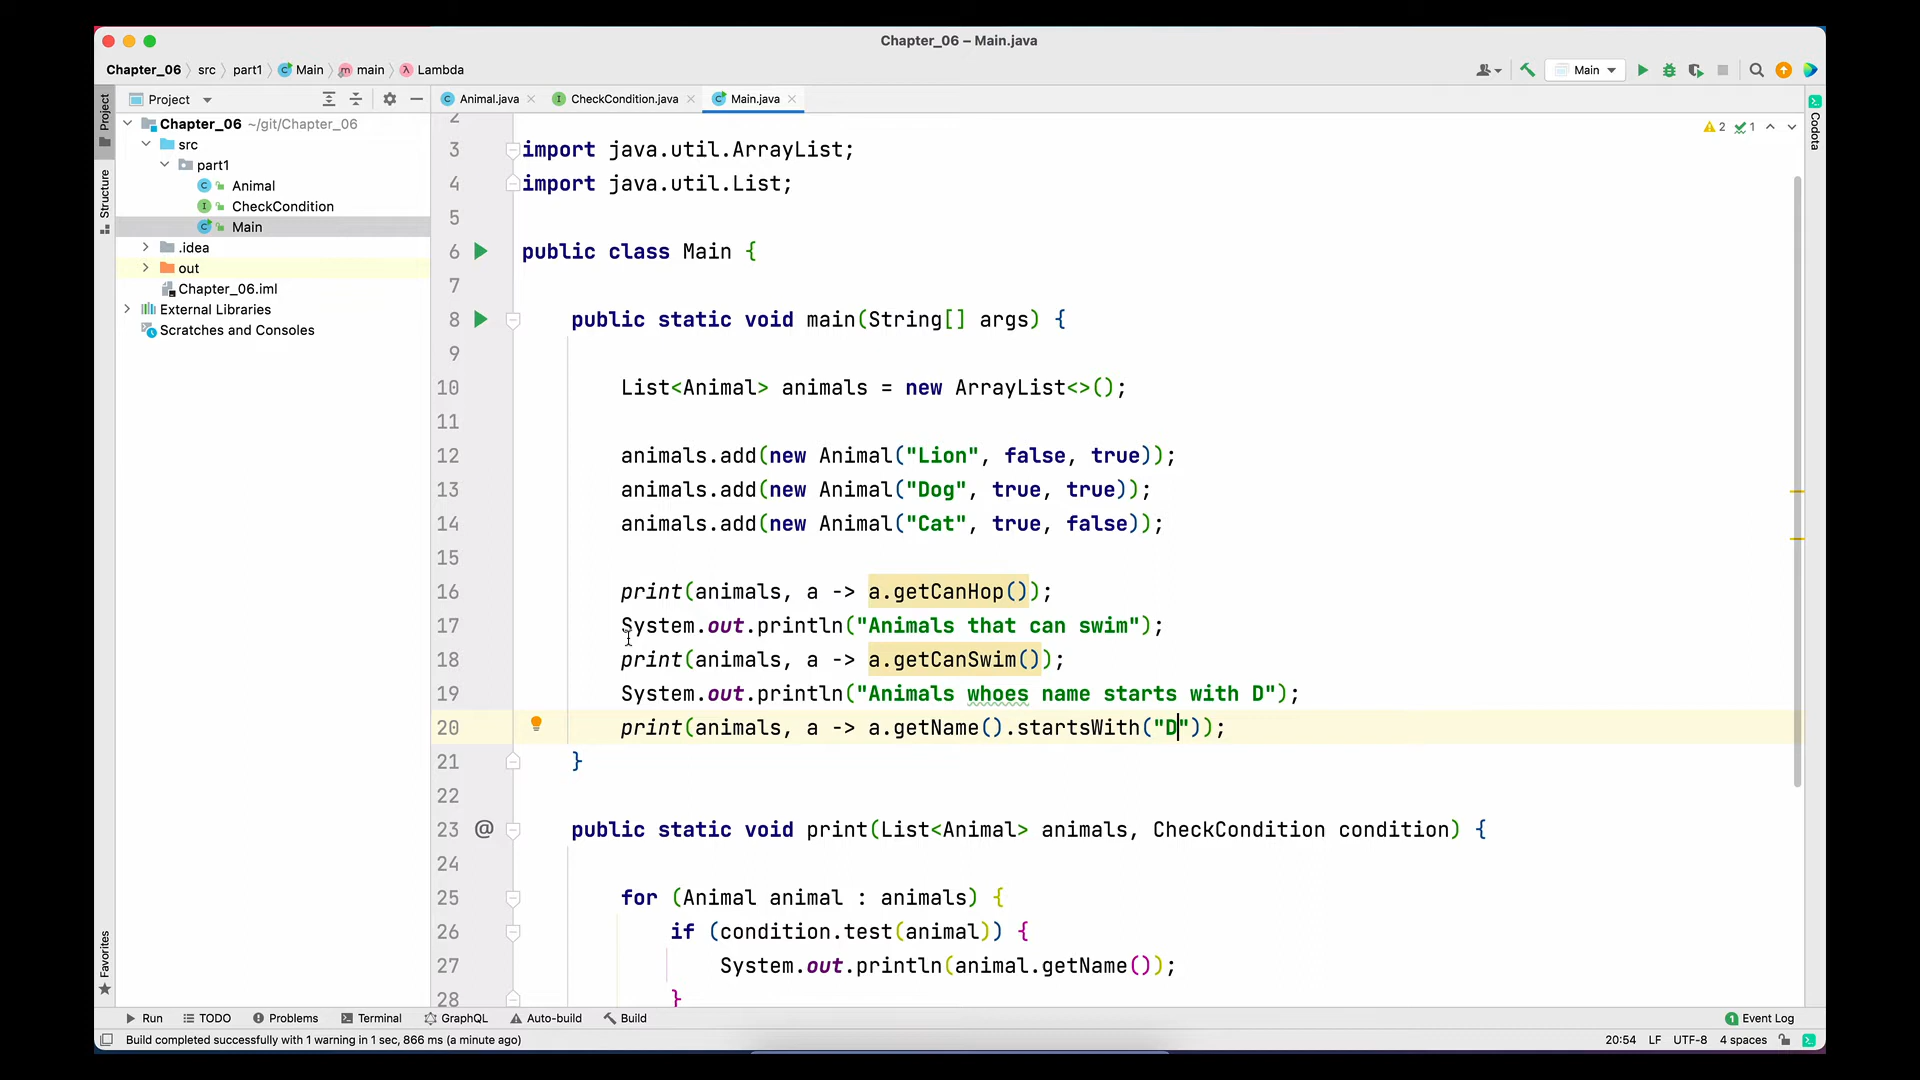 Chapter_06 – Main.java
Chapter_06 src part1 Main main Lambda
Main
Project
Animal.java
CheckCondition.java
Main.java
Project
Structure
Favorites
Chapter_06 ~/git/Chapter_06
src
part1
Animal
CheckCondition
Main
.idea
out
Chapter_06.iml
External Libraries
Scratches and Consoles
2 1
Codota
2
3 import java.util.ArrayList;
4 import java.util.List;
5
6 public class Main {
7
8 public static void main(String[] args) {
9
10 List<Animal> animals = new ArrayList<>();
11
12 animals.add(new Animal("Lion", false, true));
13 animals.add(new Animal("Dog", true, true));
14 animals.add(new Animal("Cat", true, false));
15
16 print(animals, a -> a.getCanHop());
17 System.out.println("Animals that can swim");
18 print(animals, a -> a.getCanSwim());
19 System.out.println("Animals whoes name starts with D");
20 print(animals, a -> a.getName().startsWith("D"));
21 }
22
23 @ public static void print(List<Animal> animals, CheckCondition condition) {
24
25 for (Animal animal : animals) {
26 if (condition.test(animal)) {
27 System.out.println(animal.getName());
28 }
Run TODO Problems Terminal GraphQL Auto-build Build
1 Event Log
Build completed successfully with 1 warning in 1 sec, 866 ms (a minute ago)
20:54 LF UTF-8 4 spaces